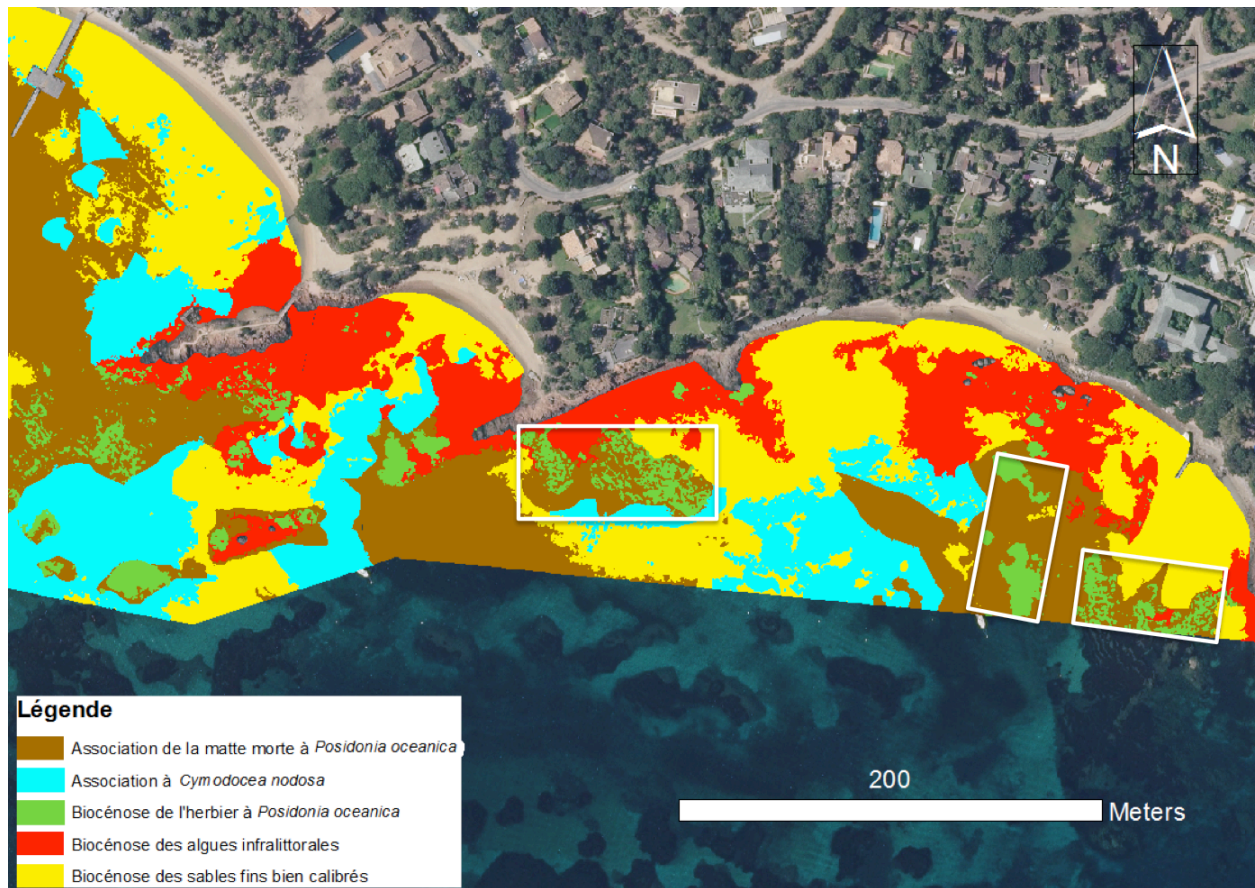 N
Légende
Association de la matte morte à Posidonia oceanica
Association à Cymodocea nodosa
Biocénose de l'herbier à Posidonia oceanica
Biocénose des algues infralittorales
Biocénose des sables fins bien calibrés
200
Meters